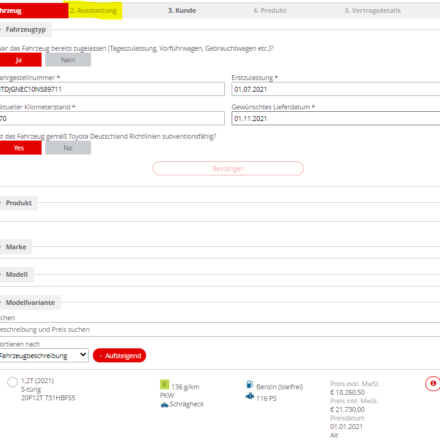 hrzeug 2. Ausstattung 3. Kunde 4. Produkt 5. Vertragsdetails
Fahrzeugtyp
War das Fahrzeug bereits zugelassen (Tageszulassung, Vorführwagen, Gebrauchtwagen etc.)?
Ja Nein
ahrgestellnummer * Erstzulassung *
TDJGNEC10N589711 01.07.2021
ktueller Kilometerstand * Gewünschtes Lieferdatum *
70 01.11.2021
st das Fahrzeug gemäß Toyota Deutschland Richtlinien subventionsfähig?
Yes No
Bestätigen
Produkt
Marke
Modell
Modellvariante
chen
eschreibung und Preis suchen
ortieren nach
Fahrzeugbeschreibung Aufsteigend
1,2T (2021) 136 g/km Benzin (bleifrei) Preis exkl. MwSt.
5-türig PKW 116 PS € 18.260,50
20P12T 731HBF55 Schrägheck Preis inkl. MwSt.
€ 21.730,00
Preisdatum
01.01.2021
Alt